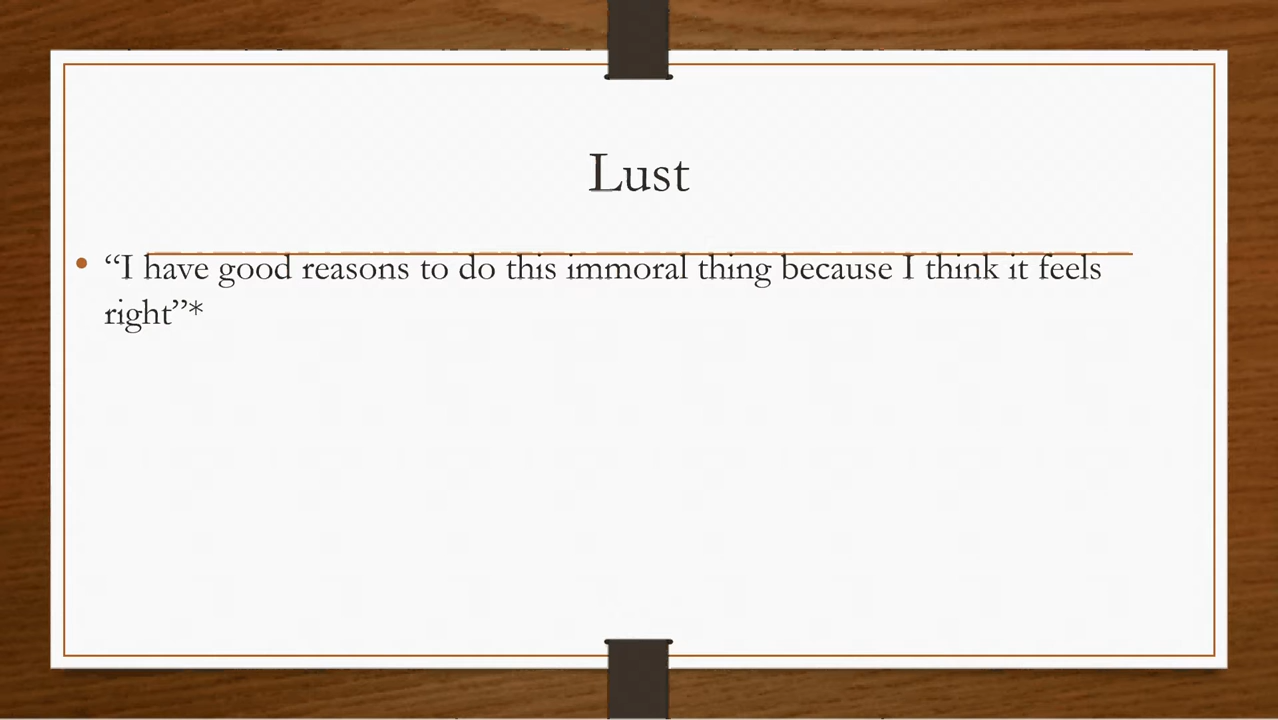 Lust
• “I have good reasons to do this immoral thing because I think it feels
right”*